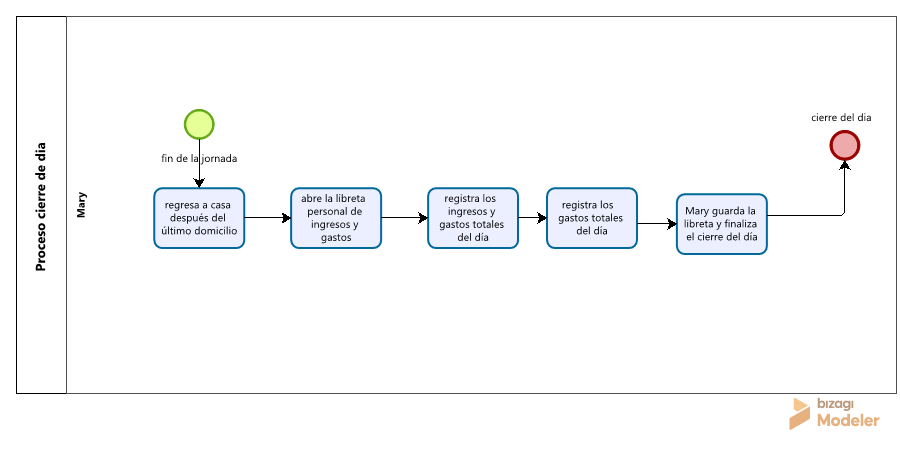 Proceso cierre de dia
Mary
fin de la jornada
regresa a casa
después del
último domicilio
abre la libreta
personal de
ingresos y
gastos
registra los
ingresos y
gastos totales
del día
registra los
gastos totales
del día
Mary guarda la
libreta y finaliza
el cierre del día
cierre del dia
bizagi
Modeler